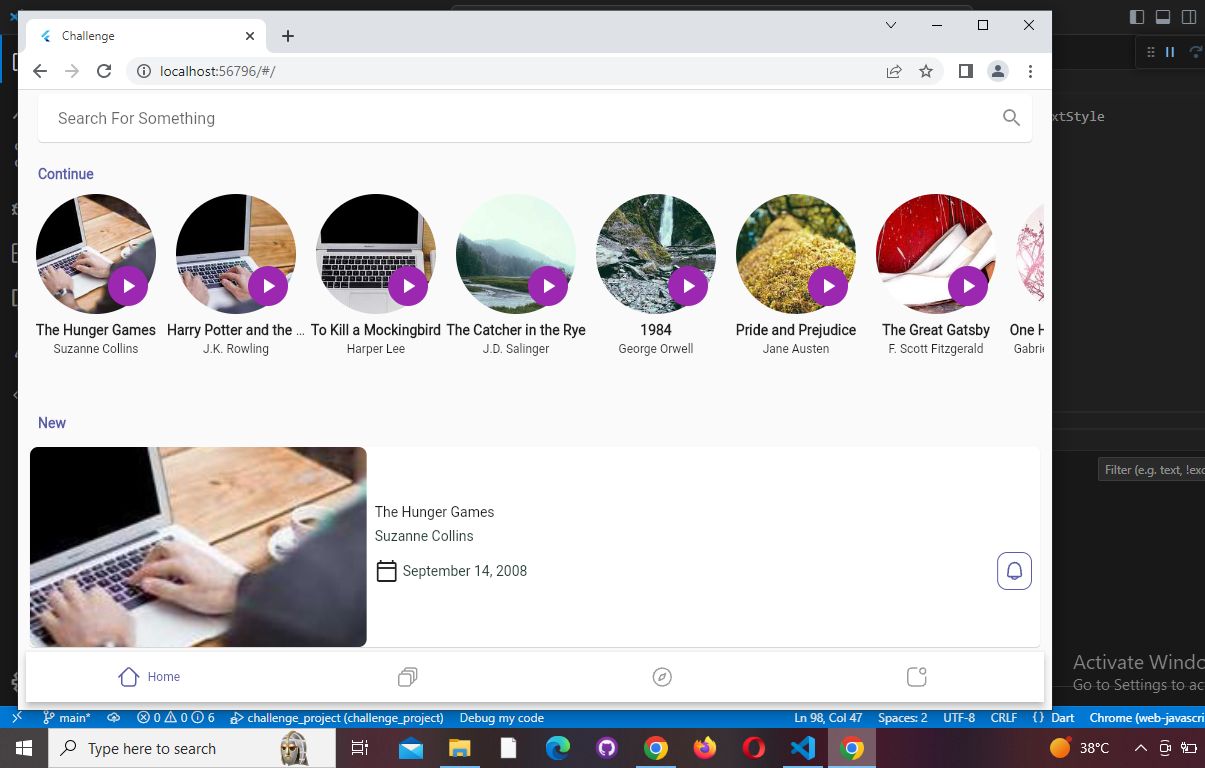 Challenge
localhost:56796/#/
xtStyle
Search For Something
Continue
The Hunger Games
Suzanne Collins
Harry Potter and the ...
J.K. Rowling
To Kill a Mockingbird
Harper Lee
The Catcher in the Rye
J.D. Salinger
1984
George Orwell
Pride and Prejudice
Jane Austen
The Great Gatsby
F. Scott Fitzgerald
One H
Gabrie
New
Filter (e.g. text, !exc
The Hunger Games
Suzanne Collins
September 14, 2008
Home
Activate Windo
Go to Settings to ac
main* 0 0 6 challenge_project (challenge_project) Debug my code Ln 98, Col 47 Spaces: 2 UTF-8 CRLF {} Dart Chrome (web-javascri
Type here to search 38°C